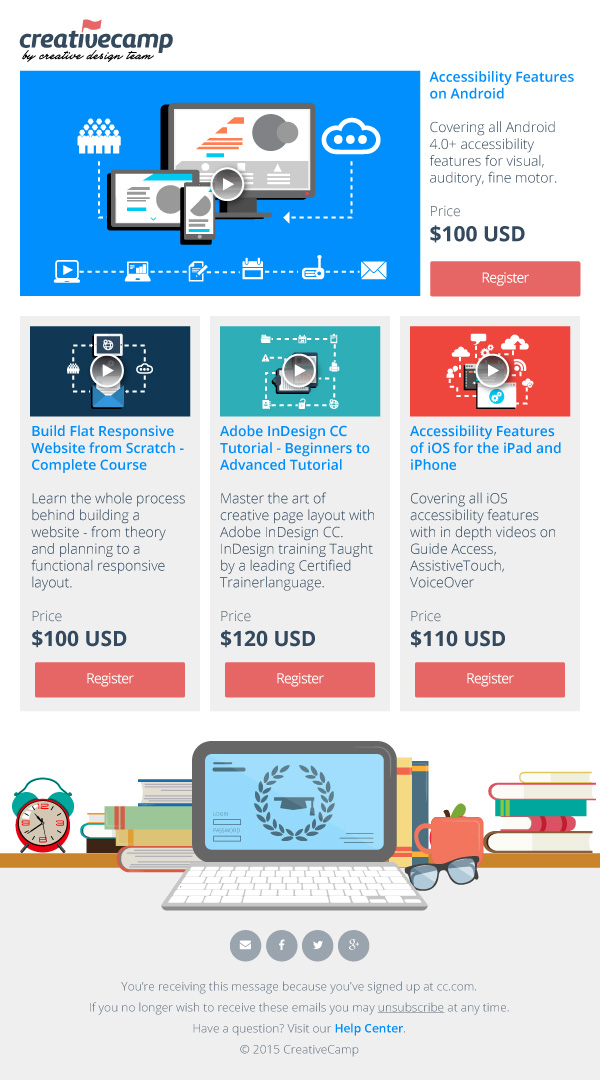 creativecamp
by creative design team
Accessibility Features
on Android
Covering all Android
4.0+ accessibility
features for visual,
auditory, fine motor.
Price
$100 USD
Register
Build Flat Responsive
Website from Scratch -
Complete Course
Learn the whole process
behind building a
website - from theory
and planning to a
functional responsive
layout.
Price
$100 USD
Register
Adobe InDesign CC
Tutorial - Beginners to
Advanced Tutorial
Master the art of
creative page layout with
Adobe InDesign CC.
InDesign training Taught
by a leading Certified
Trainerlanguage.
Price
$120 USD
Register
Accessibility Features
of iOS for the iPad and
iPhone
Covering all iOS
accessibility features
with in depth videos on
Guide Access,
AssistiveTouch,
VoiceOver
Price
$110 USD
Register
LOGIN
PASSWORD
You're receiving this message because you've signed up at cc.com.
If you no longer wish to receive these emails you may unsubscribe at any time.
Have a question? Visit our Help Center.
© 2015 CreativeCamp